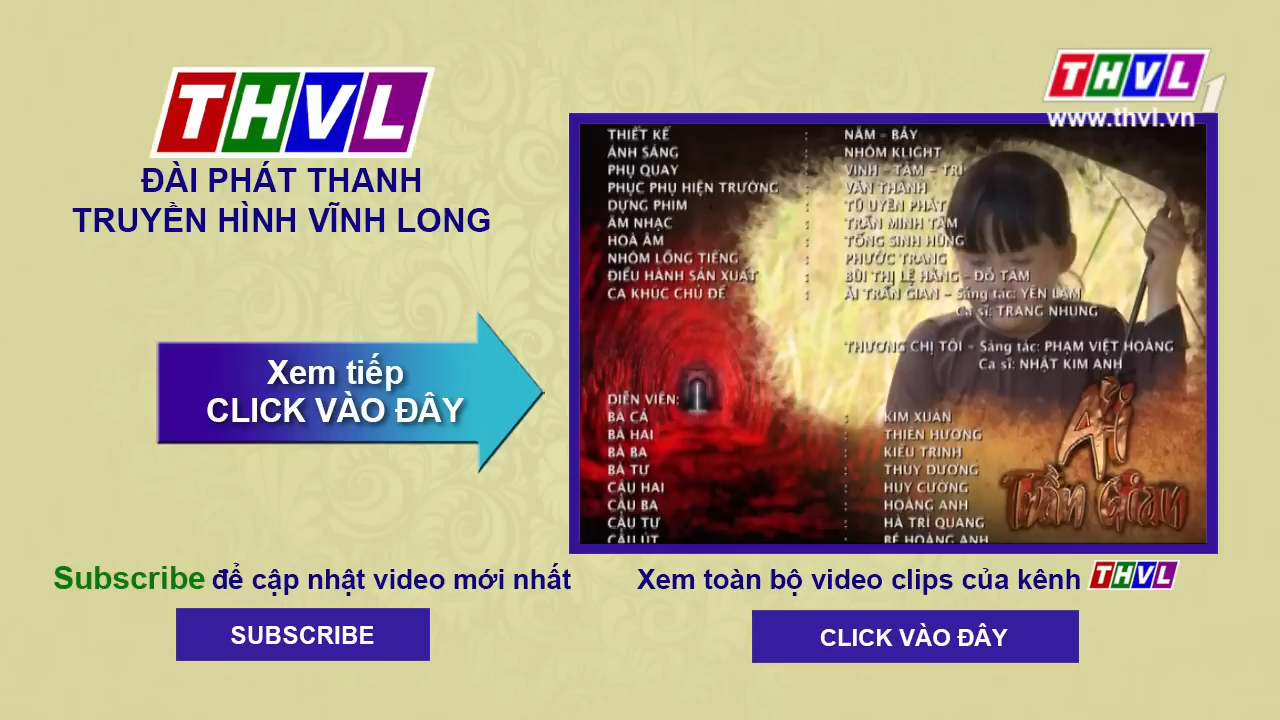 THVL
ĐÀI PHÁT THANH
TRUYỀN HÌNH VĨNH LONG
Xem tiếp
CLICK VÀO ĐÂY
THVL 1
www.thvl.vn
THIẾT KẾ : NĂM - BẢY
ÁNH SÁNG : NHÓM KLIGHT
PHỤ QUAY : VINH - TÂM - TRÍ
PHỤC PHỤ HIỆN TRƯỜNG : VĂN THÀNH
DỰNG PHIM : TÚ UYÊN PHÁT
ÂM NHẠC : TRẦN MINH TÂM
HOÀ ÂM : TỐNG SINH HÙNG
NHÓM LỒNG TIẾNG : PHƯỚC TRANG
ĐIỀU HÀNH SẢN XUẤT : BÙI THỊ LỆ HẰNG - ĐỖ TÂM
CA KHÚC CHỦ ĐỀ : ẢI TRẦN GIAN - Sáng tác: YÊN LAM
Ca sĩ: TRANG NHUNG
THƯƠNG CHỊ TÔI - Sáng tác: PHẠM VIỆT HOÀNG
Ca sĩ: NHẬT KIM ANH
DIỄN VIÊN:
BÀ CẢ : KIM XUÂN
BÀ HAI : THIÊN HƯƠNG
BÀ BA : KIỀU TRINH
BÀ TƯ : THÙY DƯƠNG
CẬU HAI : HUY CƯỜNG
CẬU BA : HOÀNG ANH
CẬU TƯ : HÀ TRÍ QUANG
CẬU ÚT : BÉ HOÀNG ANH
Ải
Trần Gian
Subscribe để cập nhật video mới nhất
SUBSCRIBE
Xem toàn bộ video clips của kênh THVL
CLICK VÀO ĐÂY